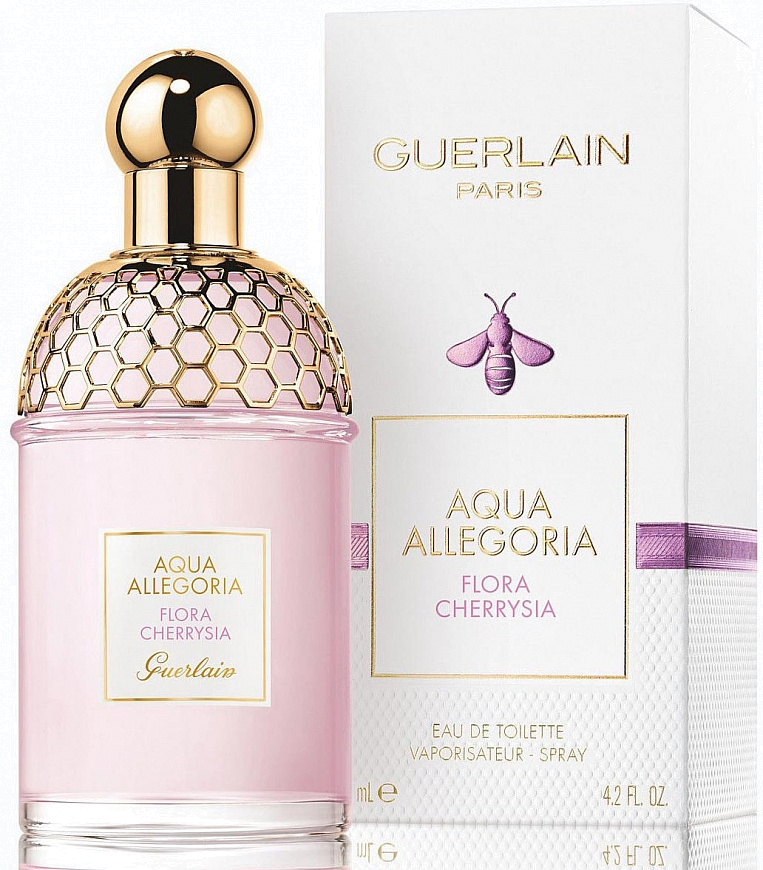 GUERLAIN
PARIS
AQUA
ALLEGORIA
FLORA
CHERRYSIA
EAU DE TOILETTE
VAPORISATEUR - SPRAY
mL ℮ 4.2 FL. OZ.
AQUA
ALLEGORIA
FLORA
CHERRYSIA
Guerlain